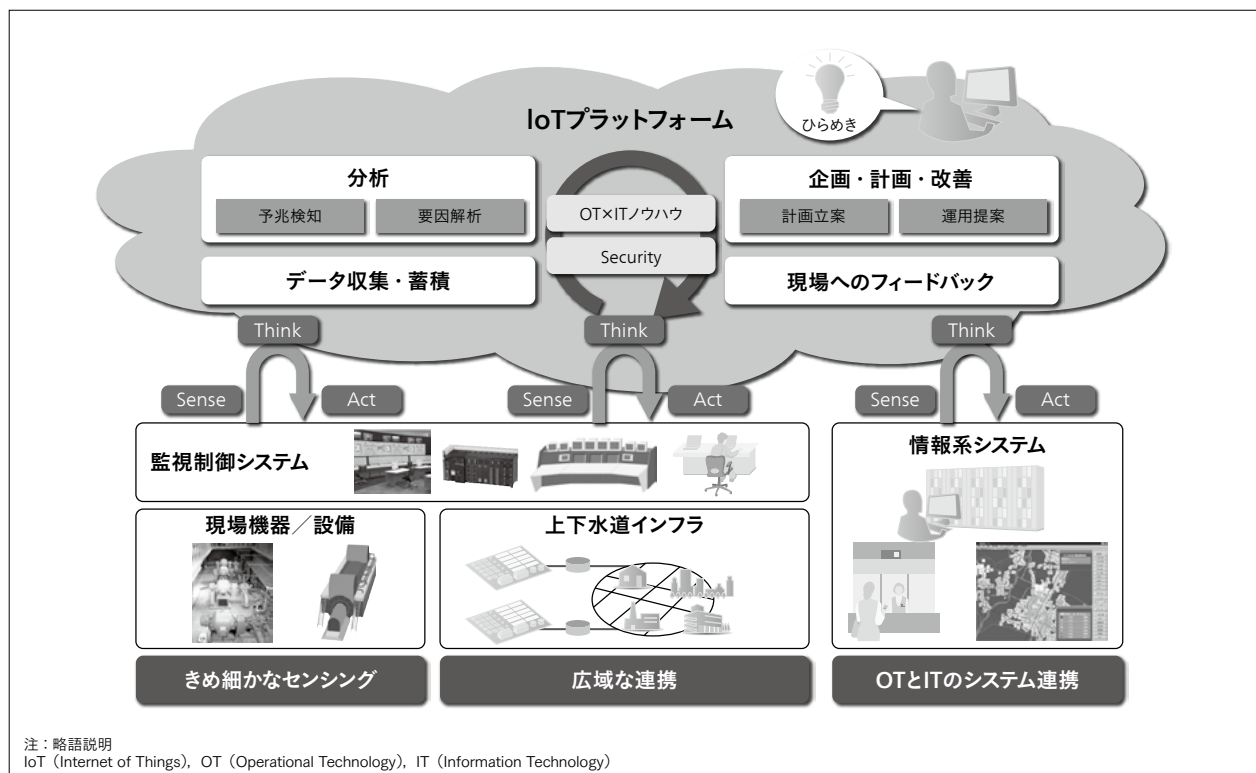 IoTプラットフォーム
ひらめき
分析
予兆検知
要因解析
データ収集・蓄積
OT×ITノウハウ
Security
企画・計画・改善
計画立案
運用提案
現場へのフィードバック
Think
Think
Think
Sense
Act
Sense
Act
Sense
Act
監視制御システム
情報系システム
現場機器／設備
上下水道インフラ
きめ細かなセンシング
広域な連携
OTとITのシステム連携
注：略語説明
IoT（Internet of Things），OT（Operational Technology），IT（Information Technology）